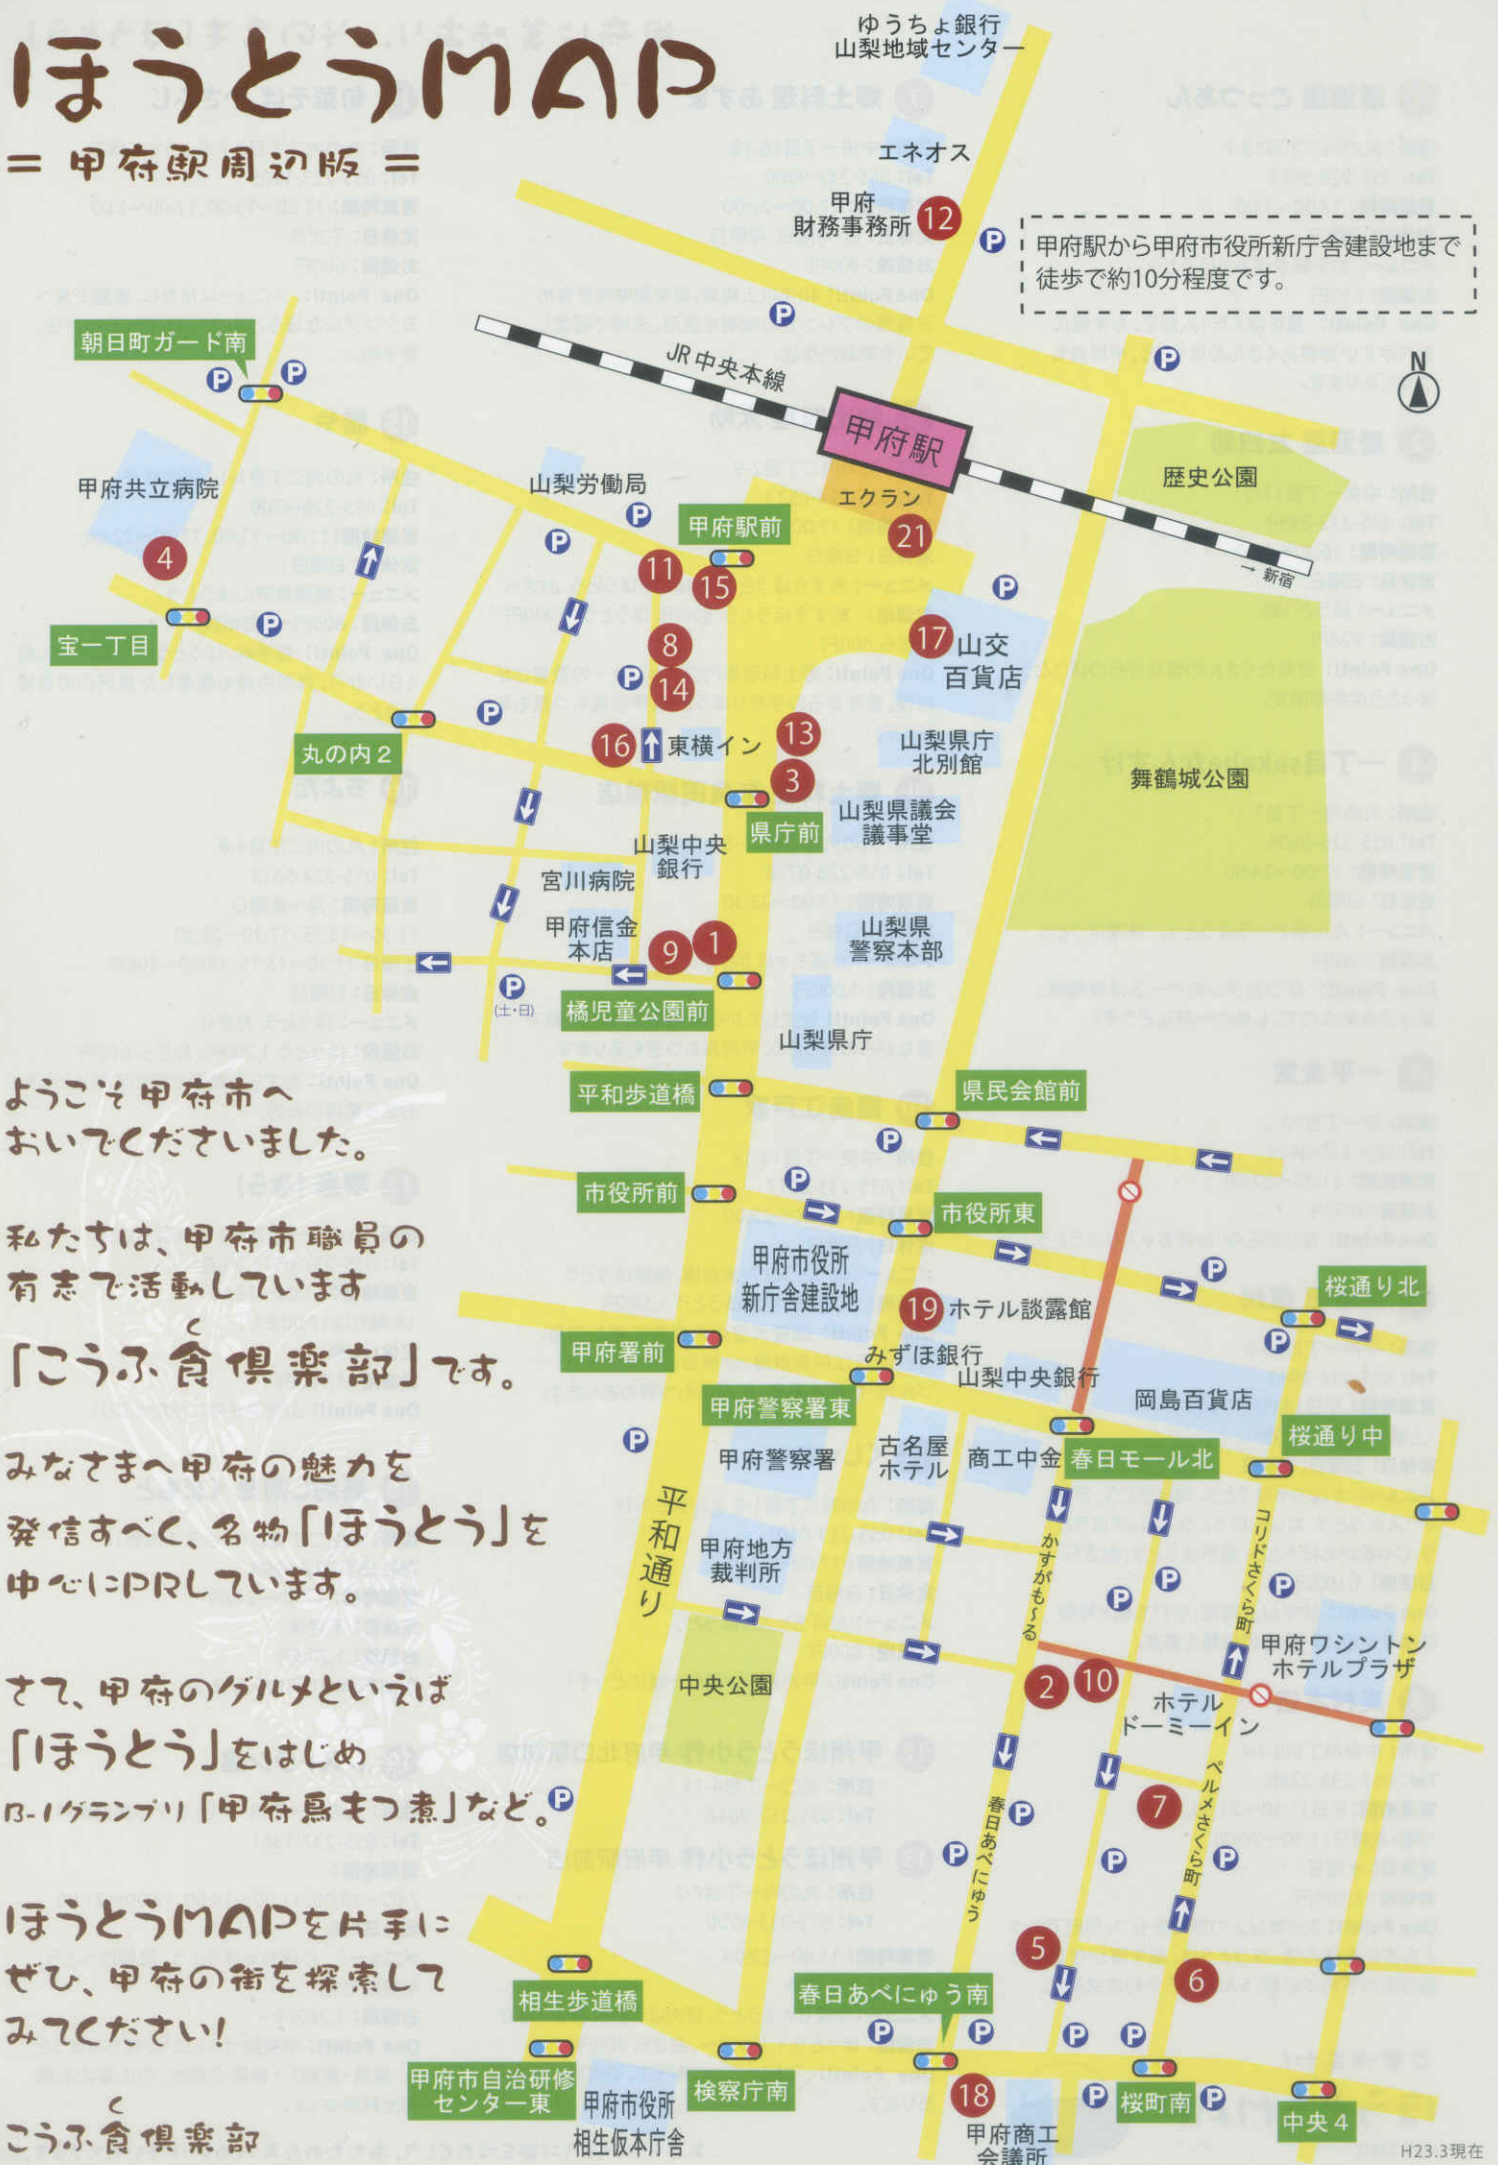 ほうとうMAP
= 甲府駅周辺版 =
ゆうちょ銀行
山梨地域センター
エネオス
甲府
財務事務所
12
P
甲府駅から甲府市役所新庁舎建設地まで
徒歩で約10分程度です。
P
P
N
朝日町ガード南
P
P
JR中央本線
甲府駅
エクラン
21
歴史公園
→ 新宿
甲府共立病院
4
宝一丁目
P
山梨労働局
P
P
甲府駅前
11
15
P
17
山交
百貨店
8
P
14
丸の内2
P
16
東横イン
13
3
県庁前
山梨県庁
北別館
舞鶴城公園
山梨県議会
議事堂
山梨中央
銀行
宮川病院
甲府信金
本店
9
1
山梨県
警察本部
P
(土・日)
橘児童公園前
山梨県庁
平和歩道橋
県民会館前
P
市役所前
P
市役所東
P
桜通り北
P
甲府市役所
新庁舎建設地
19
ホテル談露館
甲府署前
みずほ銀行
山梨中央銀行
岡島百貨店
甲府警察署東
桜通り中
P
甲府警察署
古名屋
ホテル
商工中金
春日モール北
平和通り
甲府地方
裁判所
かすがも～る
コリドさくら町
P
P
P
甲府ワシントン
ホテルプラザ
中央公園
2
10
ホテル
ドーミーイン
ペルメさくら町
7
P
春日あべにゅう
P
P
P
P
5
6
相生歩道橋
春日あべにゅう南
P
P
P
P
甲府市自治研修
センター東
甲府市役所
相生仮本庁舎
検察庁南
18
甲府商工
会議所
P
桜町南
P
中央4
ようこそ甲府市へ
おいでくださいました。
私たちは、甲府市職員の
有志で活動しています
く
「こうふ食倶楽部」です。
みなさまへ甲府の魅力を
発信すべく、名物「ほうとう」を
中心にPRしています。
さて、甲府のグルメといえば
「ほうとう」をはじめ
B-1グランプリ「甲府鳥もつ煮」など。
ほうとうMAPを片手に
ぜひ、甲府の街を探索して
みてください!
く
こうふ食倶楽部
H23.3現在